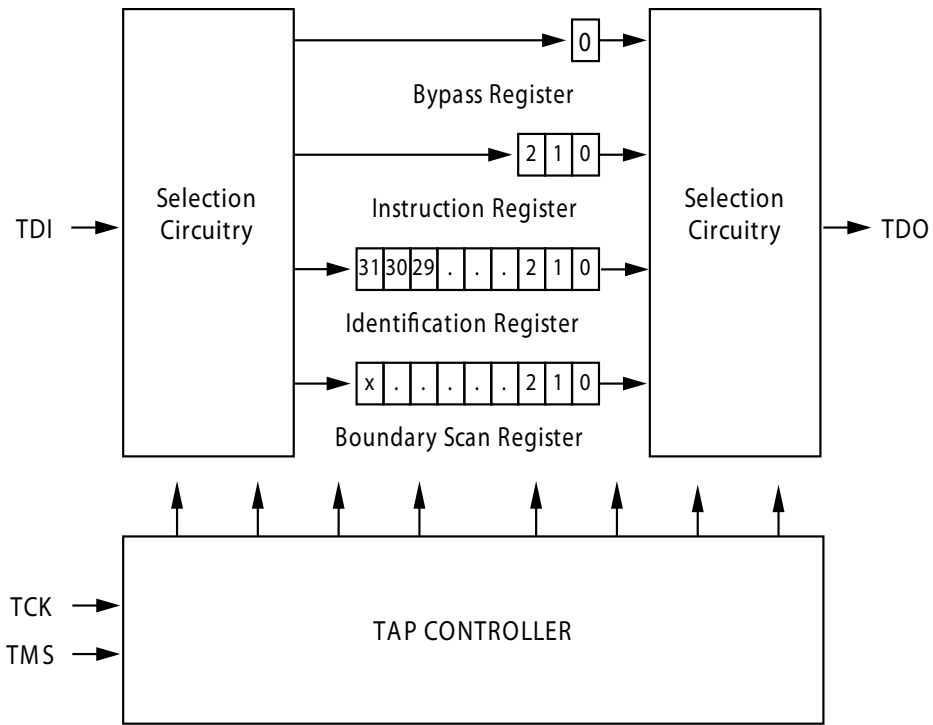 0
Bypass Register
2 1 0
Instruction Register
Selection
Circuitry
Selection
Circuitry
TDI
TDO
31 30 29 . . . 2 1 0
Identification Register
x . . . . . 2 1 0
Boundary Scan Register
TCK
TMS
TAP CONTROLLER